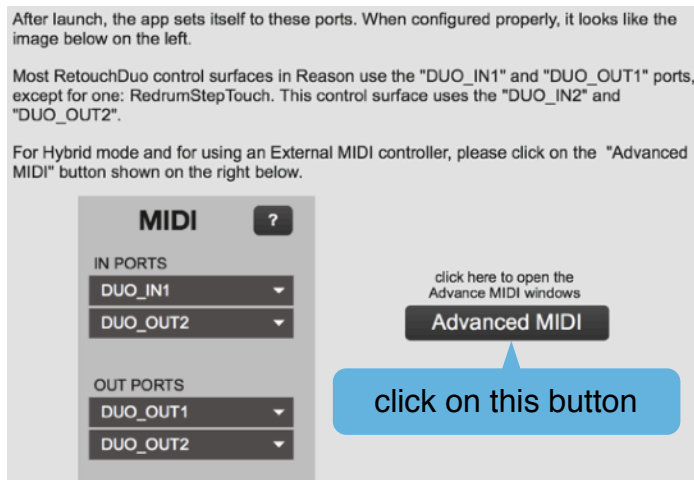 After launch, the app sets itself to these ports. When configured properly, it looks like the
image below on the left.
Most RetouchDuo control surfaces in Reason use the "DUO_IN1" and "DUO_OUT1" ports,
except for one: RedrumStepTouch. This control surface uses the "DUO_IN2" and
"DUO_OUT2".
For Hybrid mode and for using an External MIDI controller, please click on the "Advanced
MIDI" button shown on the right below.
MIDI ?
IN PORTS
DUO_IN1
DUO_OUT2
OUT PORTS
DUO_OUT1
DUO_OUT2
click here to open the
Advance MIDI windows
Advanced MIDI
click on this button